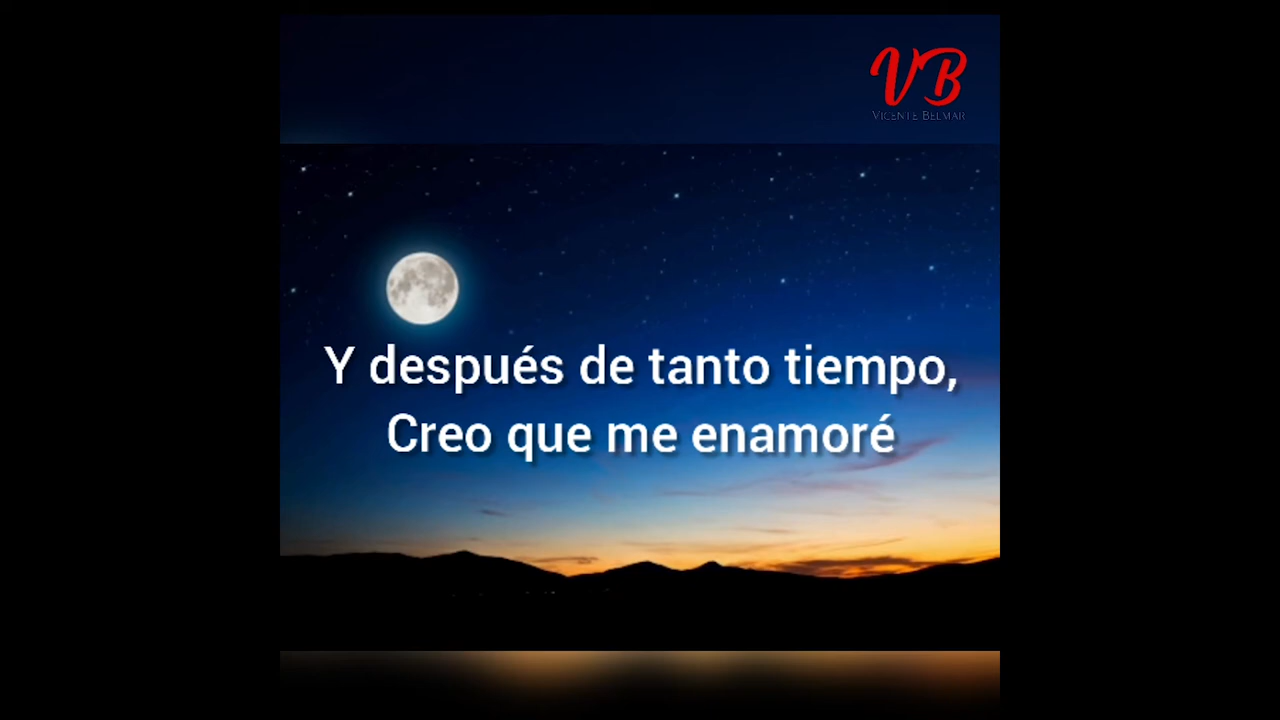 VB
VICENTE BELMAR
Y después de tanto tiempo,
Creo que me enamoré